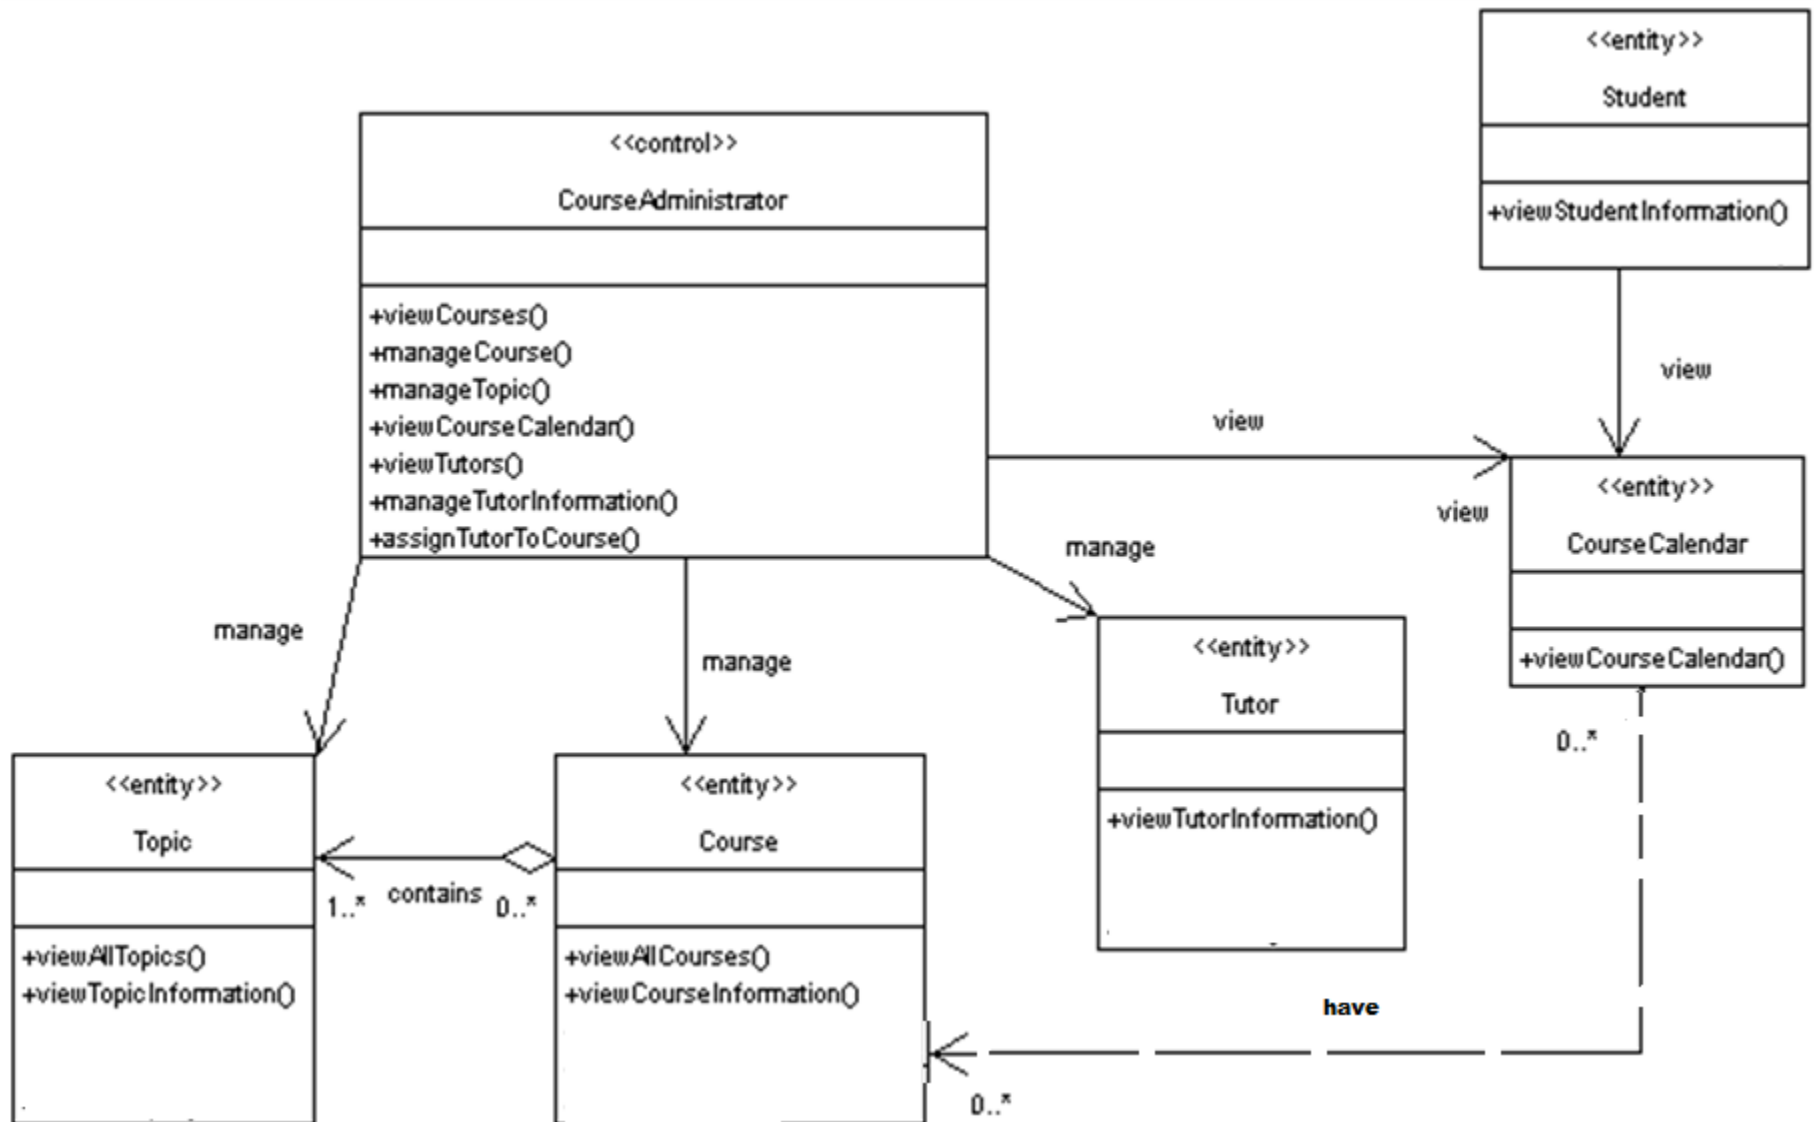 <<entity>>
Student
+viewStudentInformation()
<<control>>
CourseAdministrator
+viewCourses()
+manageCourse()
+manageTopic()
+viewCourseCalendar()
+viewTutors()
+manageTutorInformation()
+assignTutorToCourse()
view
view
view
<<entity>>
CourseCalendar
+viewCourseCalendar()
0..*
manage
manage
manage
<<entity>>
Tutor
+viewTutorInformation()
<<entity>>
Topic
+viewAllTopics()
+viewTopicInformation()
1..*
contains
0..*
<<entity>>
Course
+viewAllCourses()
+viewCourseInformation()
have
0..*